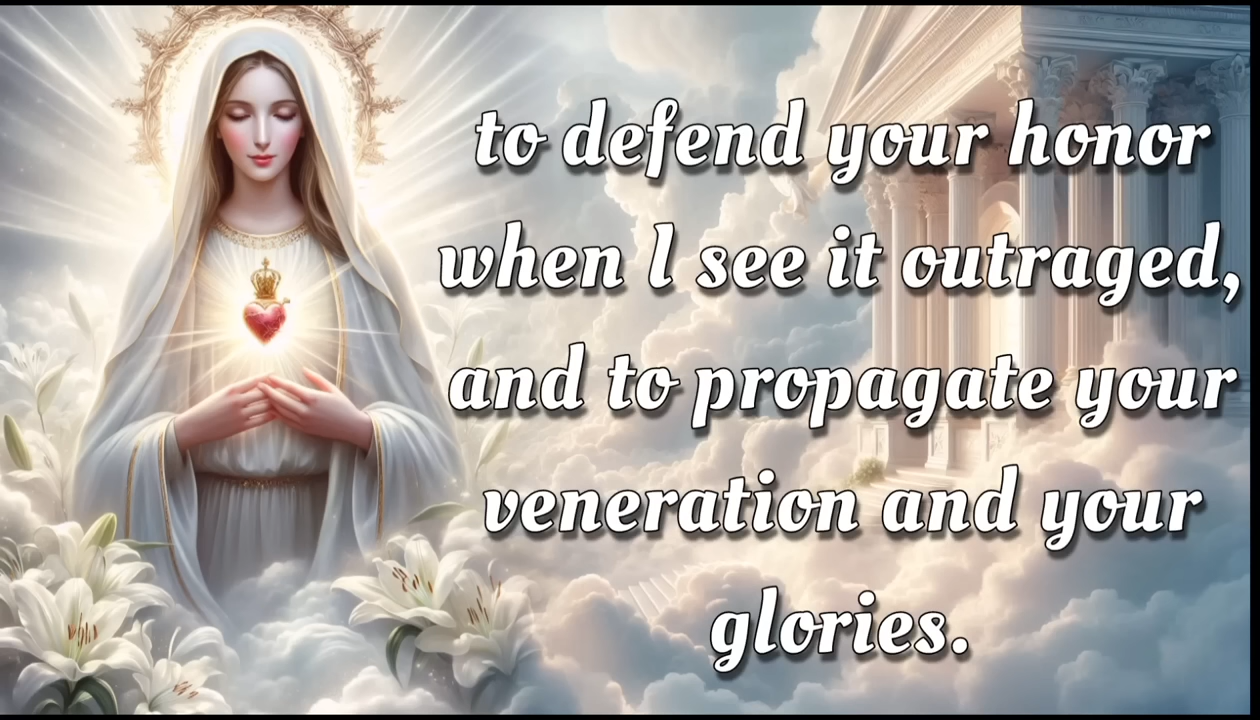 to defend your honor
when I see it outraged,
and to propagate your
veneration and your
glories.